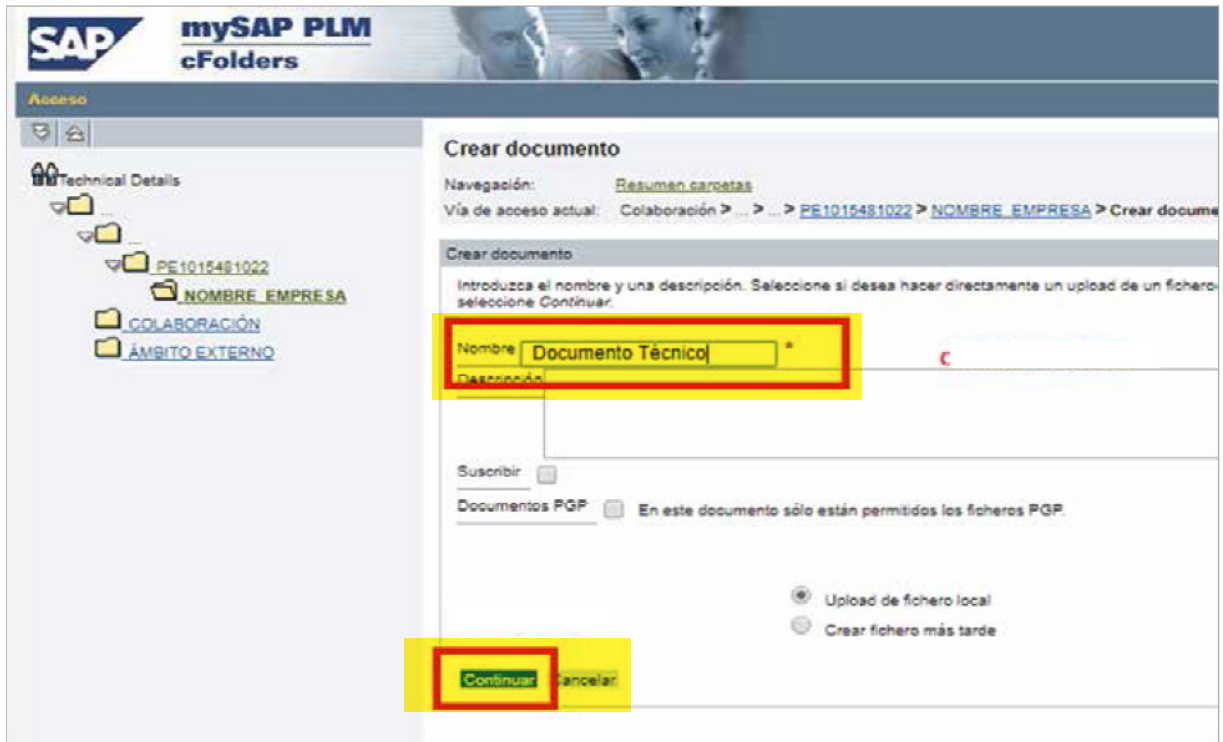 SAP
mySAP PLM
cFolders
Acceso
Technical Details
...
...
PE1015481022
NOMBRE_EMPRESA
COLABORACIÓN
ÁMBITO EXTERNO
Crear documento
Navegación: Resumen carpetas
Vía de acceso actual: Colaboración > ... > ... > PE1015481022 > NOMBRE_EMPRESA > Crear docume
Crear documento
Introduzca el nombre y una descripción. Seleccione si desea hacer directamente un upload de un fichero
seleccione Continuar.
Nombre Documento Técnico *
Descripción
Suscribir
Documentos PGP En este documento sólo están permitidos los ficheros PGP.
Upload de fichero local
Crear fichero más tarde
Continuar Cancelar